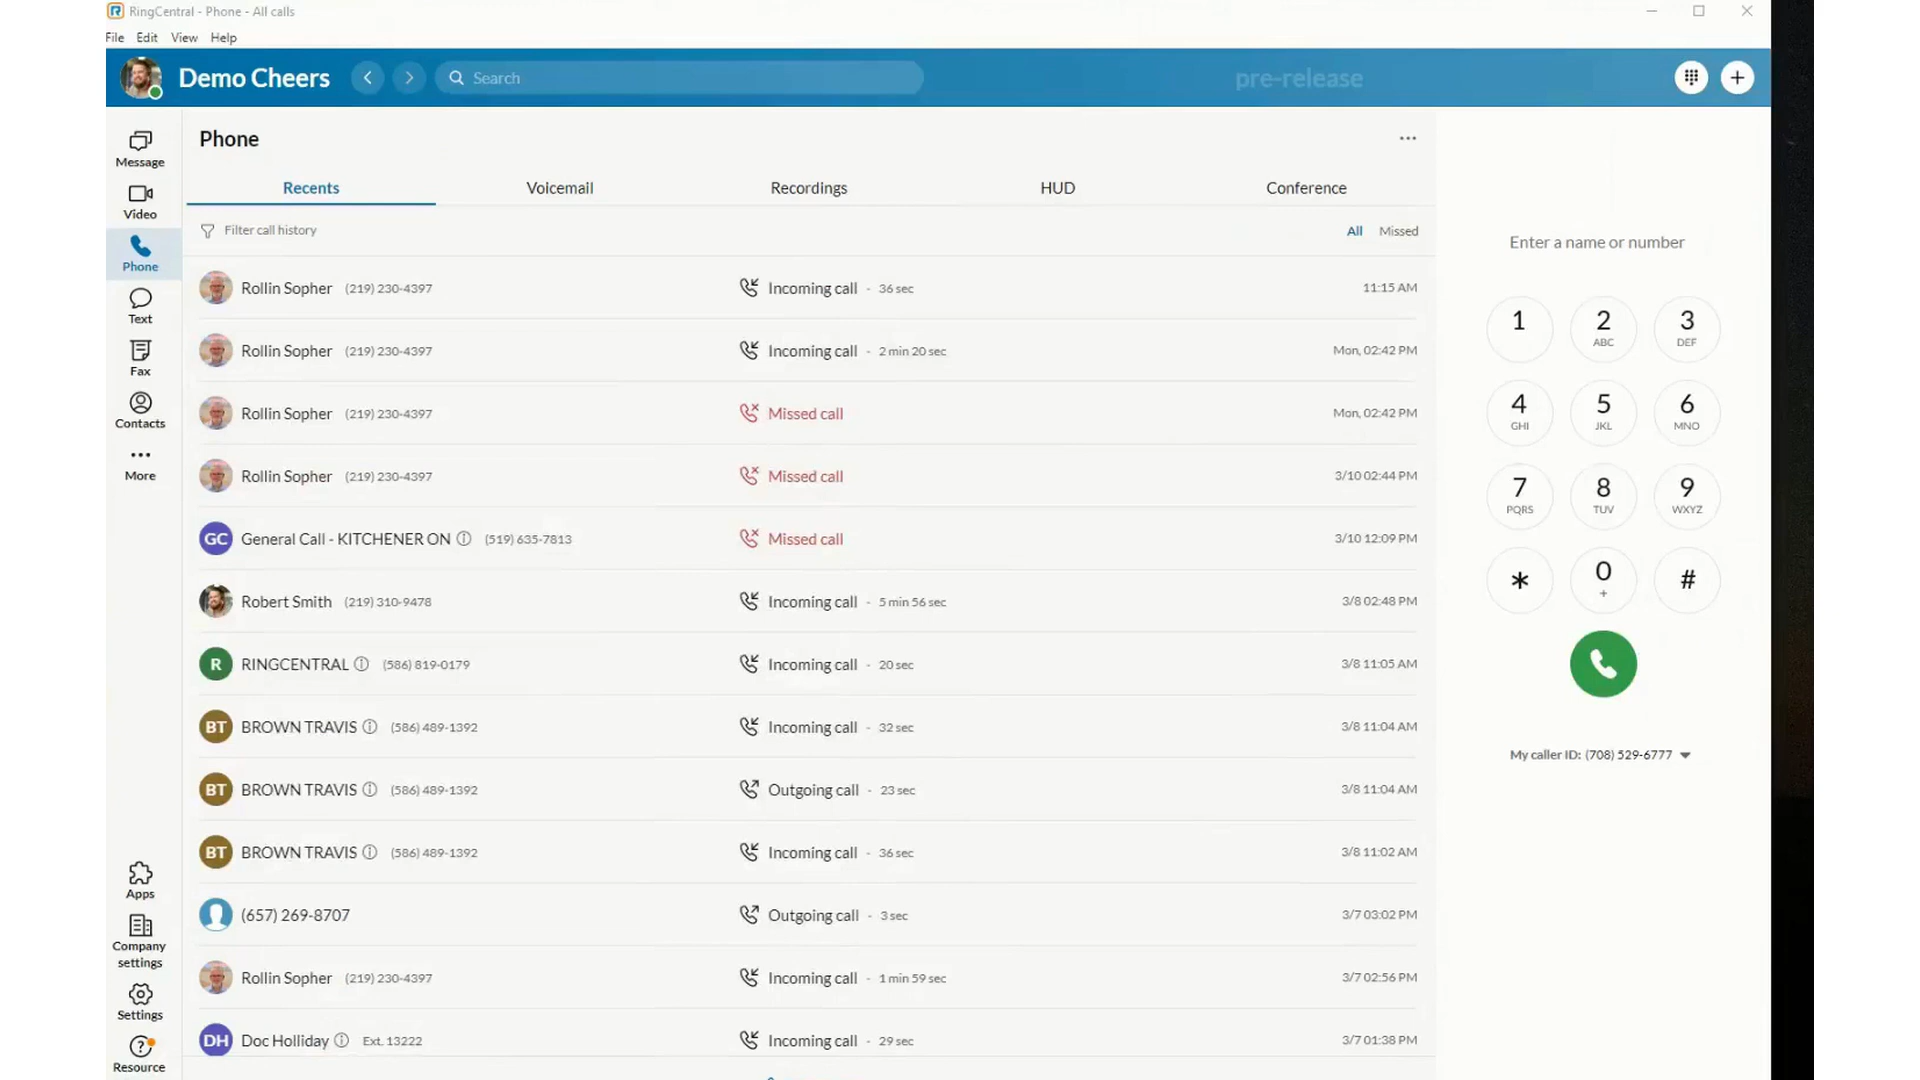 RingCentral - Phone - All calls
File Edit View Help
Demo Cheers Search pre-release
Message
Video
Phone
Text
Fax
Contacts
More
Apps
Company
settings
Settings
Resource
Phone
Recents Voicemail Recordings HUD Conference
Filter call history All Missed
Rollin Sopher (219) 230-4397 Incoming call - 36 sec 11:15 AM
Rollin Sopher (219) 230-4397 Incoming call - 2 min 20 sec Mon, 02:42 PM
Rollin Sopher (219) 230-4397 Missed call Mon, 02:42 PM
Rollin Sopher (219) 230-4397 Missed call 3/10 02:44 PM
GC General Call - KITCHENER ON (519) 635-7813 Missed call 3/10 12:09 PM
Robert Smith (219) 310-9478 Incoming call - 5 min 56 sec 3/8 02:48 PM
R RINGCENTRAL (586) 819-0179 Incoming call - 20 sec 3/8 11:05 AM
BT BROWN TRAVIS (586) 489-1392 Incoming call - 32 sec 3/8 11:04 AM
BT BROWN TRAVIS (586) 489-1392 Outgoing call - 23 sec 3/8 11:04 AM
BT BROWN TRAVIS (586) 489-1392 Incoming call - 36 sec 3/8 11:02 AM
(657) 269-8707 Outgoing call - 3 sec 3/7 03:02 PM
Rollin Sopher (219) 230-4397 Incoming call - 1 min 59 sec 3/7 02:56 PM
DH Doc Holliday Ext. 13222 Incoming call - 29 sec 3/7 01:38 PM
Enter a name or number
1 2 3
ABC DEF
4 5 6
GHI JKL MNO
7 8 9
PQRS TUV WXYZ
* 0 #
+
My caller ID: (708) 529-6777